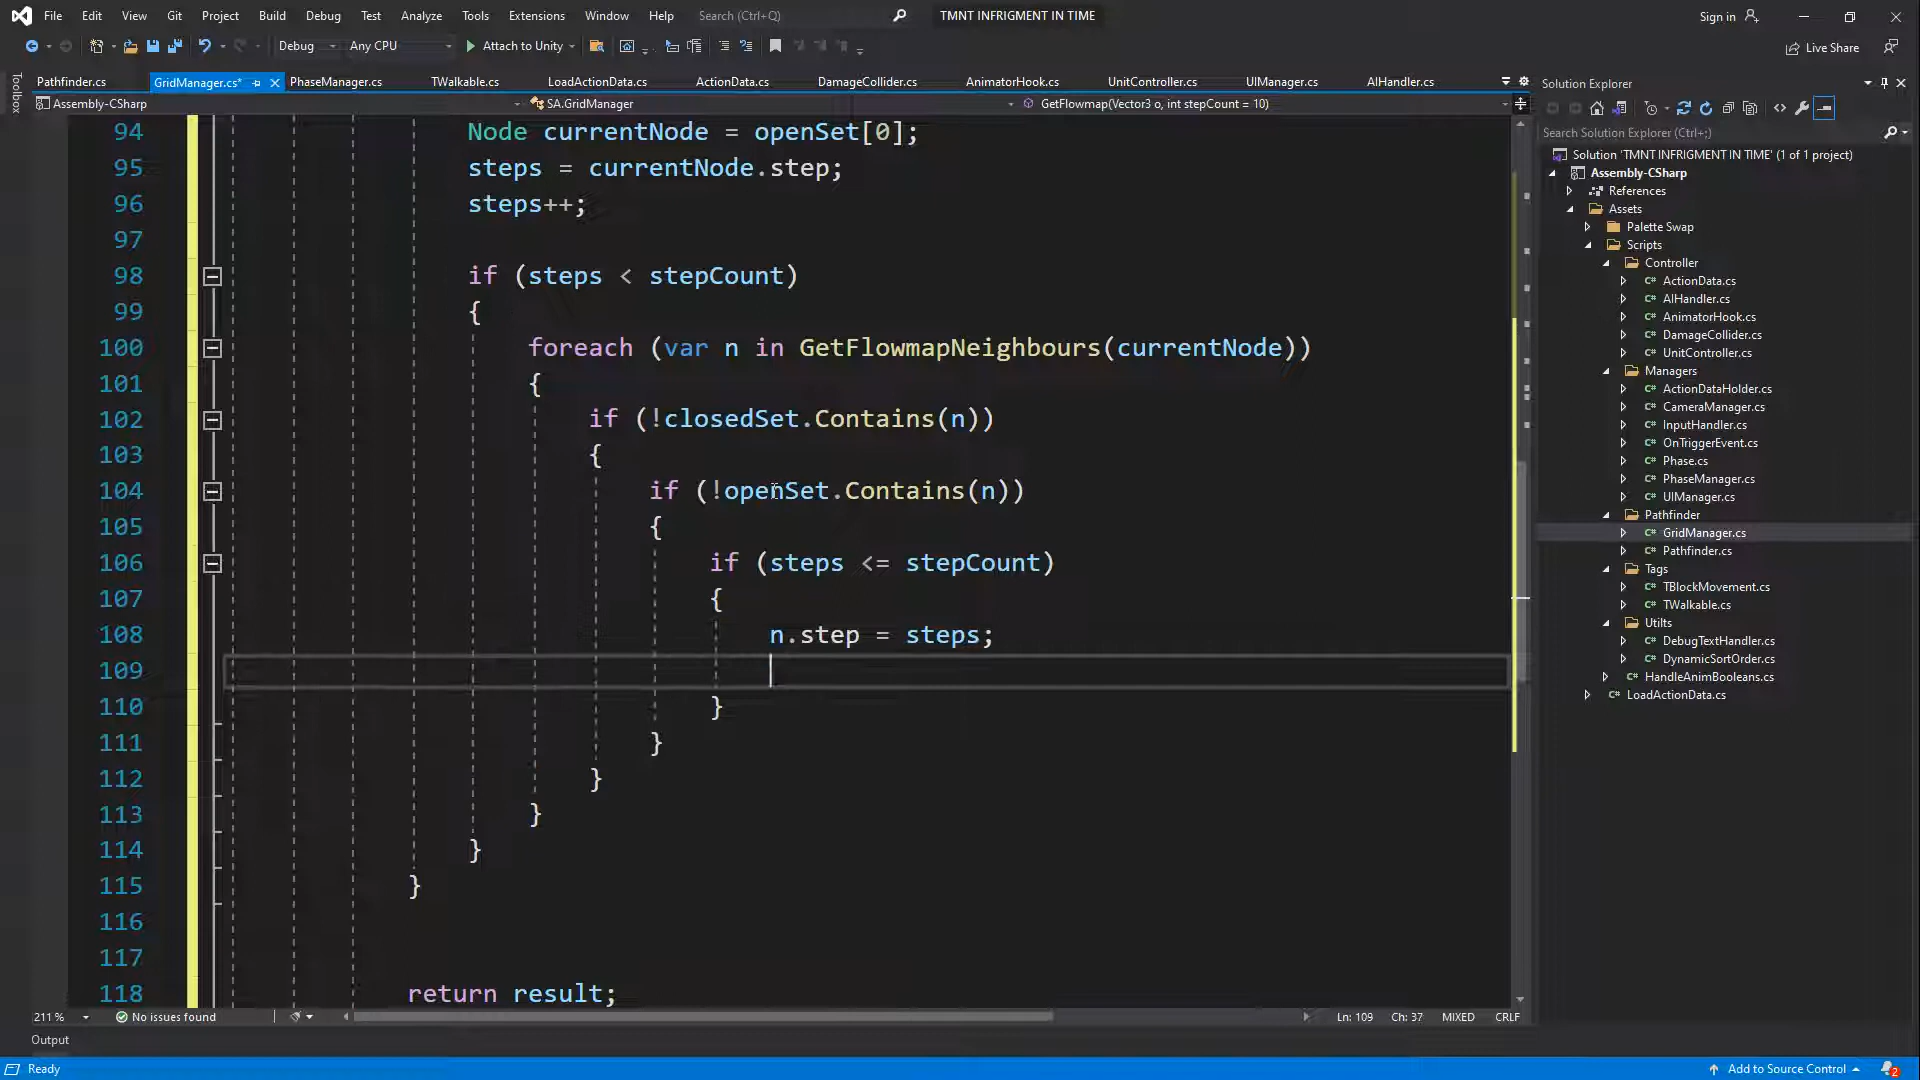 File Edit View Git Project Build Debug Test Analyze Tools Extensions Window Help Search (Ctrl+Q) TMNT INFRIGMENT IN TIME Sign in
Debug Any CPU Attach to Unity Live Share
Toolbox
Pathfinder.cs GridManager.cs* PhaseManager.cs TWalkable.cs LoadActionData.cs ActionData.cs DamageCollider.cs AnimatorHook.cs UnitController.cs UIManager.cs AIHandler.cs
Assembly-CSharp SA.GridManager GetFlowmap(Vector3 o, int stepCount = 10)
94 Node currentNode = openSet[0];
95 steps = currentNode.step;
96 steps++;
97
98 if (steps < stepCount)
99 {
100 foreach (var n in GetFlowmapNeighbours(currentNode))
101 {
102 if (!closedSet.Contains(n))
103 {
104 if (!openSet.Contains(n))
105 {
106 if (steps <= stepCount)
107 {
108 n.step = steps;
109
110 }
111 }
112 }
113 }
114 }
115 }
116
117
118 return result;
211 % No issues found Ln: 109 Ch: 37 MIXED CRLF
Output
Ready Add to Source Control 2
Solution Explorer
Search Solution Explorer (Ctrl+;)
Solution 'TMNT INFRIGMENT IN TIME' (1 of 1 project)
Assembly-CSharp
References
Assets
Palette Swap
Scripts
Controller
C# ActionData.cs
C# AIHandler.cs
C# AnimatorHook.cs
C# DamageCollider.cs
C# UnitController.cs
Managers
C# ActionDataHolder.cs
C# CameraManager.cs
C# InputHandler.cs
C# OnTriggerEvent.cs
C# Phase.cs
C# PhaseManager.cs
C# UIManager.cs
Pathfinder
C# GridManager.cs
C# Pathfinder.cs
Tags
C# TBlockMovement.cs
C# TWalkable.cs
Utilts
C# DebugTextHandler.cs
C# DynamicSortOrder.cs
C# HandleAnimBooleans.cs
C# LoadActionData.cs